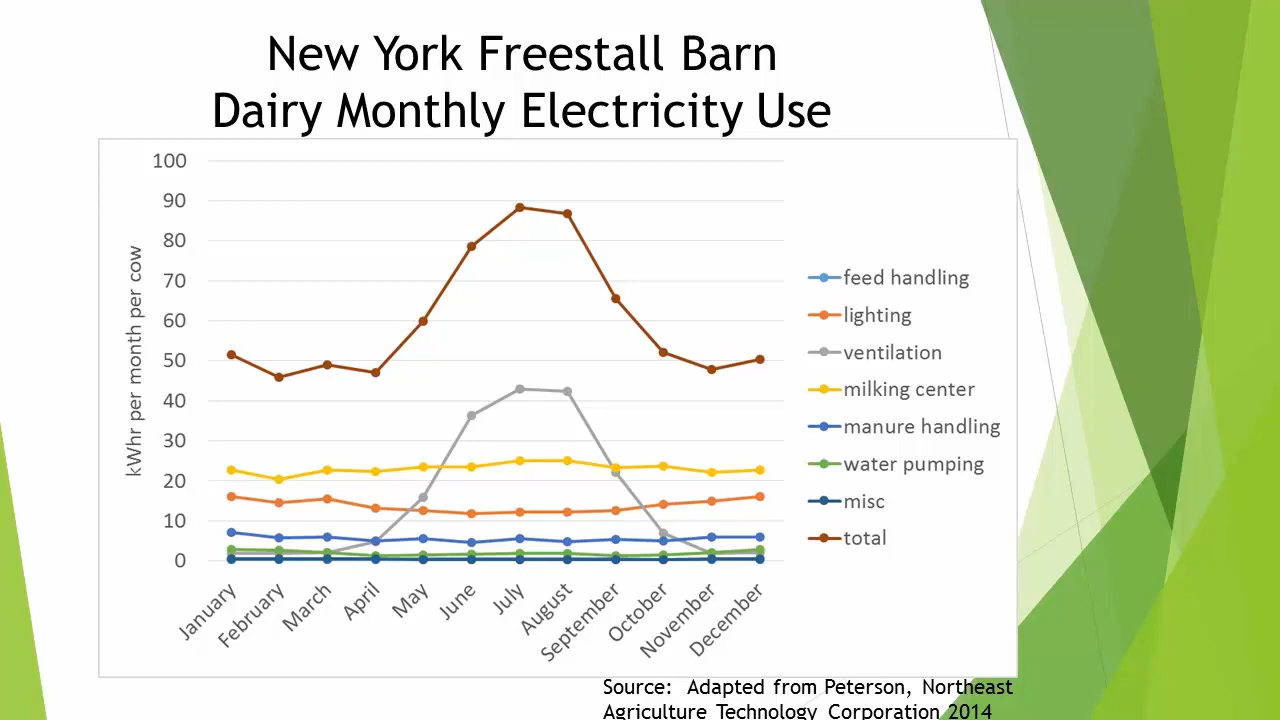 New York Freestall Barn
Dairy Monthly Electricity Use
100
90
80
70
60
50
40
30
20
10
0
kWhr per month per cow
January
February
March
April
May
June
July
August
September
October
November
December
feed handling
lighting
ventilation
milking center
manure handling
water pumping
misc
total
Source:  Adapted from Peterson, Northeast
Agriculture Technology Corporation 2014